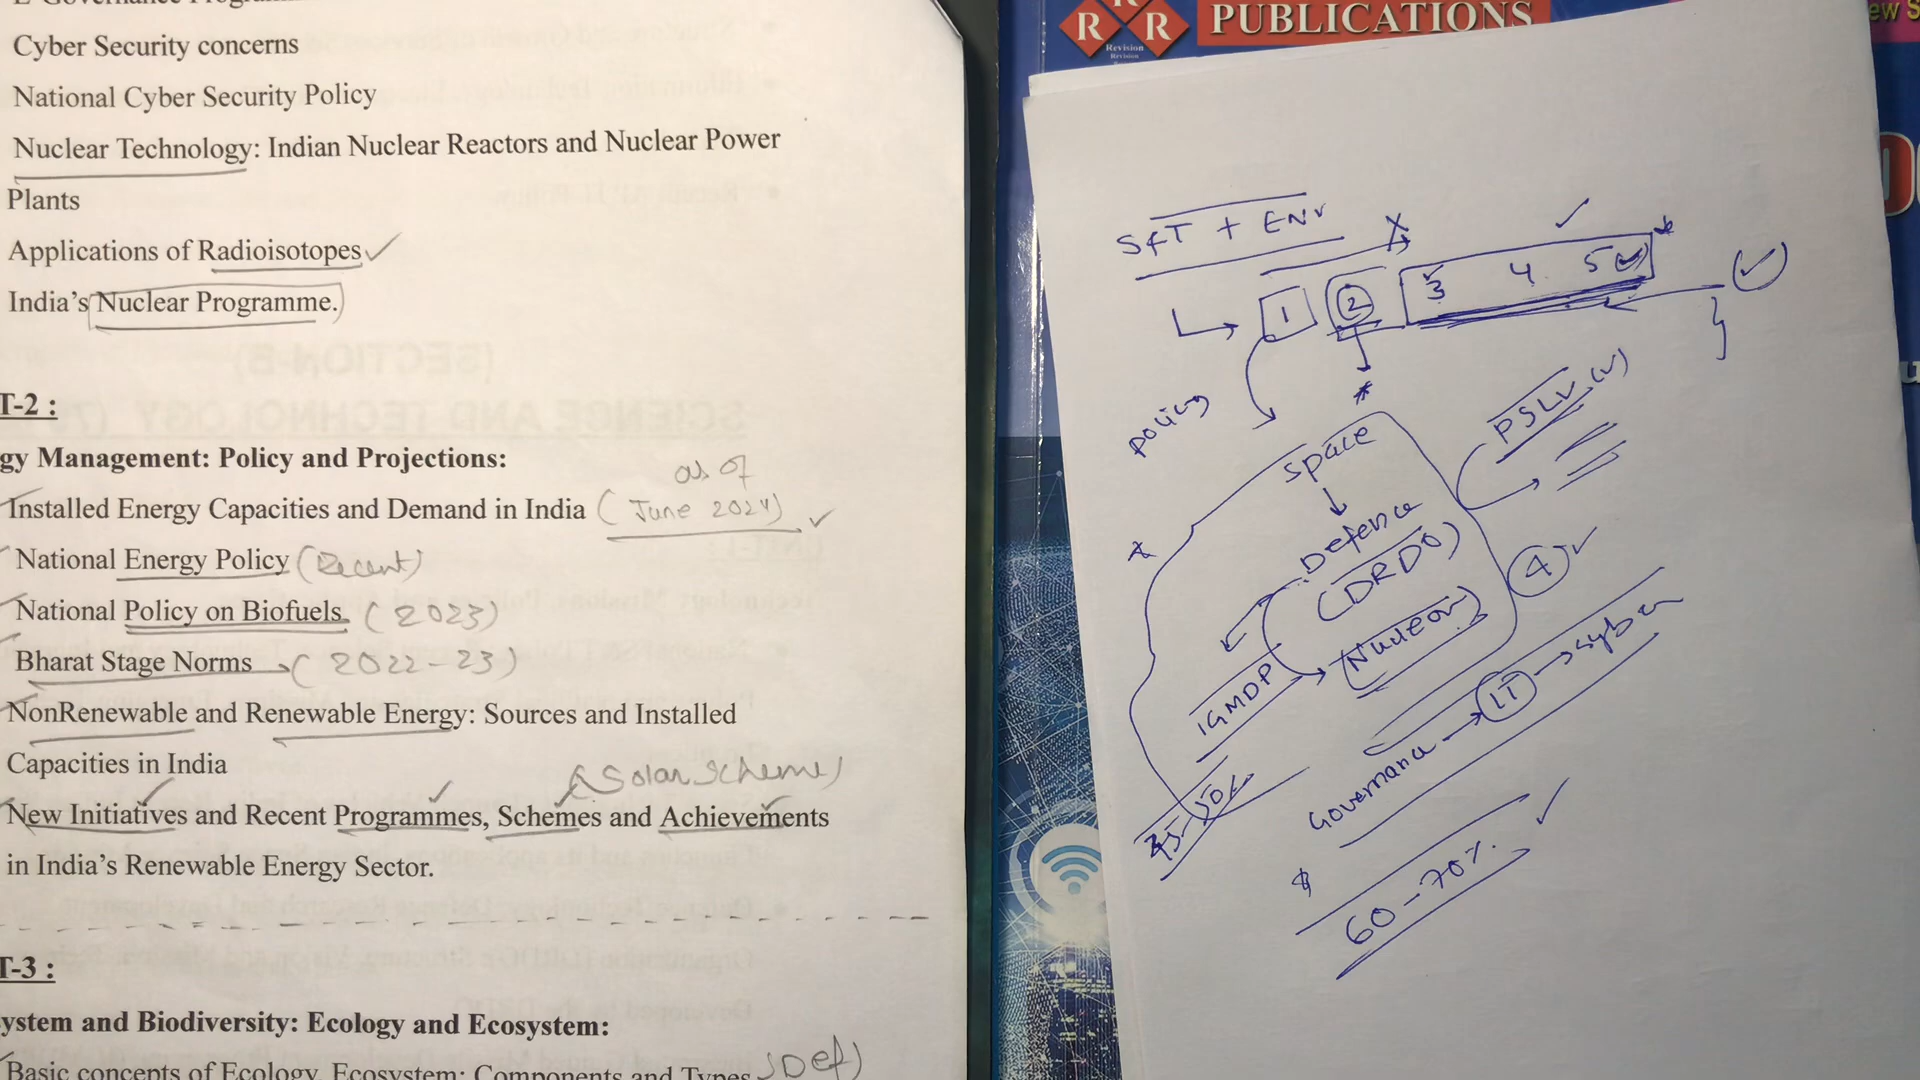 Cyber Security concerns
National Cyber Security Policy
Nuclear Technology: Indian Nuclear Reactors and Nuclear Power
Plants
Applications of Radioisotopes
India's Nuclear Programme.
T-2 :
gy Management: Policy and Projections:
as of
Installed Energy Capacities and Demand in India (June 2024)
National Energy Policy (Recent)
National Policy on Biofuels. (2023)
Bharat Stage Norms (2022-23)
NonRenewable and Renewable Energy: Sources and Installed
Capacities in India
(Solar Scheme)
New Initiatives and Recent Programmes, Schemes and Achievements
in India's Renewable Energy Sector.
T-3 :
ystem and Biodiversity: Ecology and Ecosystem:
Basic concepts of Ecology, Ecosystem: Components and Types (Def)
R R R
PUBLICATIONS
Revision
Revision
ew S
S&T + ENV
1 2 3 4 5
Policy
Space
PSLV (V)
Defence
(DRDO)
4
(Nuclear)
IGMDP
Governance → IT → syber
60-70%.